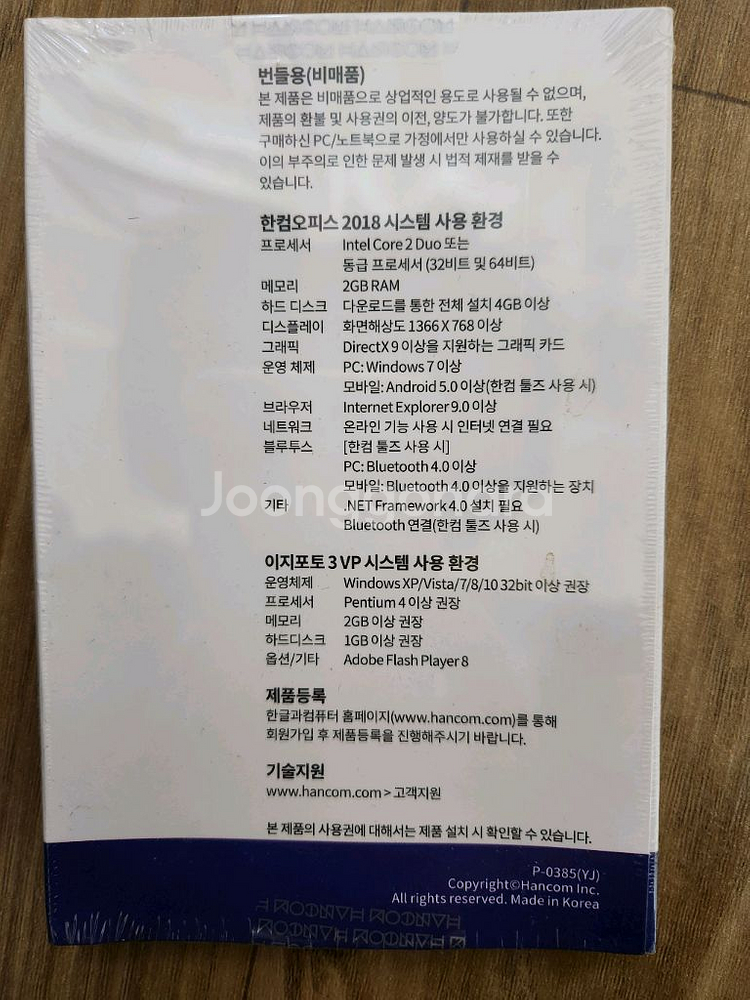 번들용(비매품)
본 제품은 비매품으로 상업적인 용도로 사용될 수 없으며,
제품의 환불 및 사용권의 이전, 양도가 불가합니다. 또한
구매하신 PC/노트북으로 가정에서만 사용하실 수 있습니다.
이의 부주의로 인한 문제 발생 시 법적 제재를 받을 수
있습니다.
한컴오피스 2018 시스템 사용 환경
프로세서 Intel Core 2 Duo 또는
동급 프로세서 (32비트 및 64비트)
메모리 2GB RAM
하드 디스크 다운로드를 통한 전체 설치 4GB 이상
디스플레이 화면해상도 1366 X 768 이상
그래픽 DirectX 9 이상을 지원하는 그래픽 카드
운영 체제 PC: Windows 7 이상
모바일: Android 5.0 이상(한컴 툴즈 사용 시)
브라우저 Internet Explorer 9.0 이상
네트워크 온라인 기능 사용 시 인터넷 연결 필요
블루투스 [한컴 툴즈 사용 시]
PC: Bluetooth 4.0 이상
모바일: Bluetooth 4.0 이상을 지원하는 장치
Joonggonara
기타 .NET Framework 4.0 설치 필요
Bluetooth 연결(한컴 툴즈 사용 시)
이지포토 3 VP 시스템 사용 환경
운영체제 Windows XP/Vista/7/8/10 32bit 이상 권장
프로세서 Pentium 4 이상 권장
메모리 2GB 이상 권장
하드디스크 1GB 이상 권장
옵션/기타 Adobe Flash Player 8
제품등록
한글과컴퓨터 홈페이지(www.hancom.com)를 통해
회원가입 후 제품등록을 진행해주시기 바랍니다.
기술지원
www.hancom.com > 고객지원
본 제품의 사용권에 대해서는 제품 설치 시 확인할 수 있습니다.
P-0385(YJ)
Copyright©Hancom Inc.
All rights reserved. Made in Korea